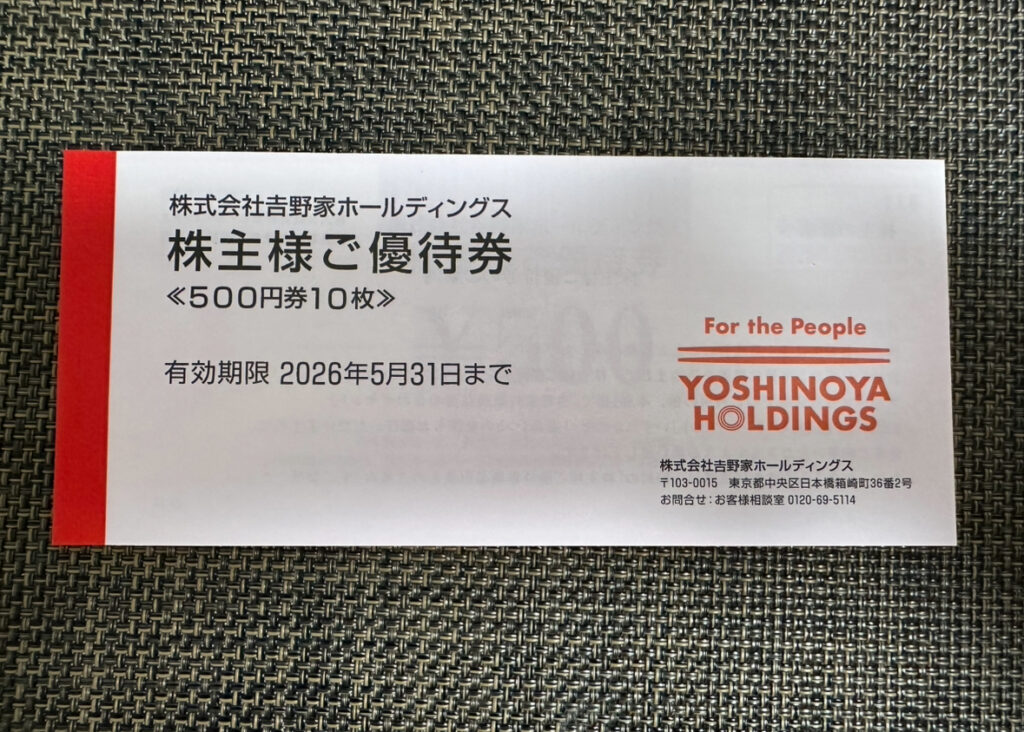 株式会社𠮷野家ホールディングス
株主様ご優待券
≪500円券10枚≫
有効期限 2026年5月31日まで
For the People
YOSHINOYA
HOLDINGS
株式会社𠮷野家ホールディングス
〒103-0015 東京都中央区日本橋箱崎町36番2号
お問合せ：お客様相談室 0120-69-5114